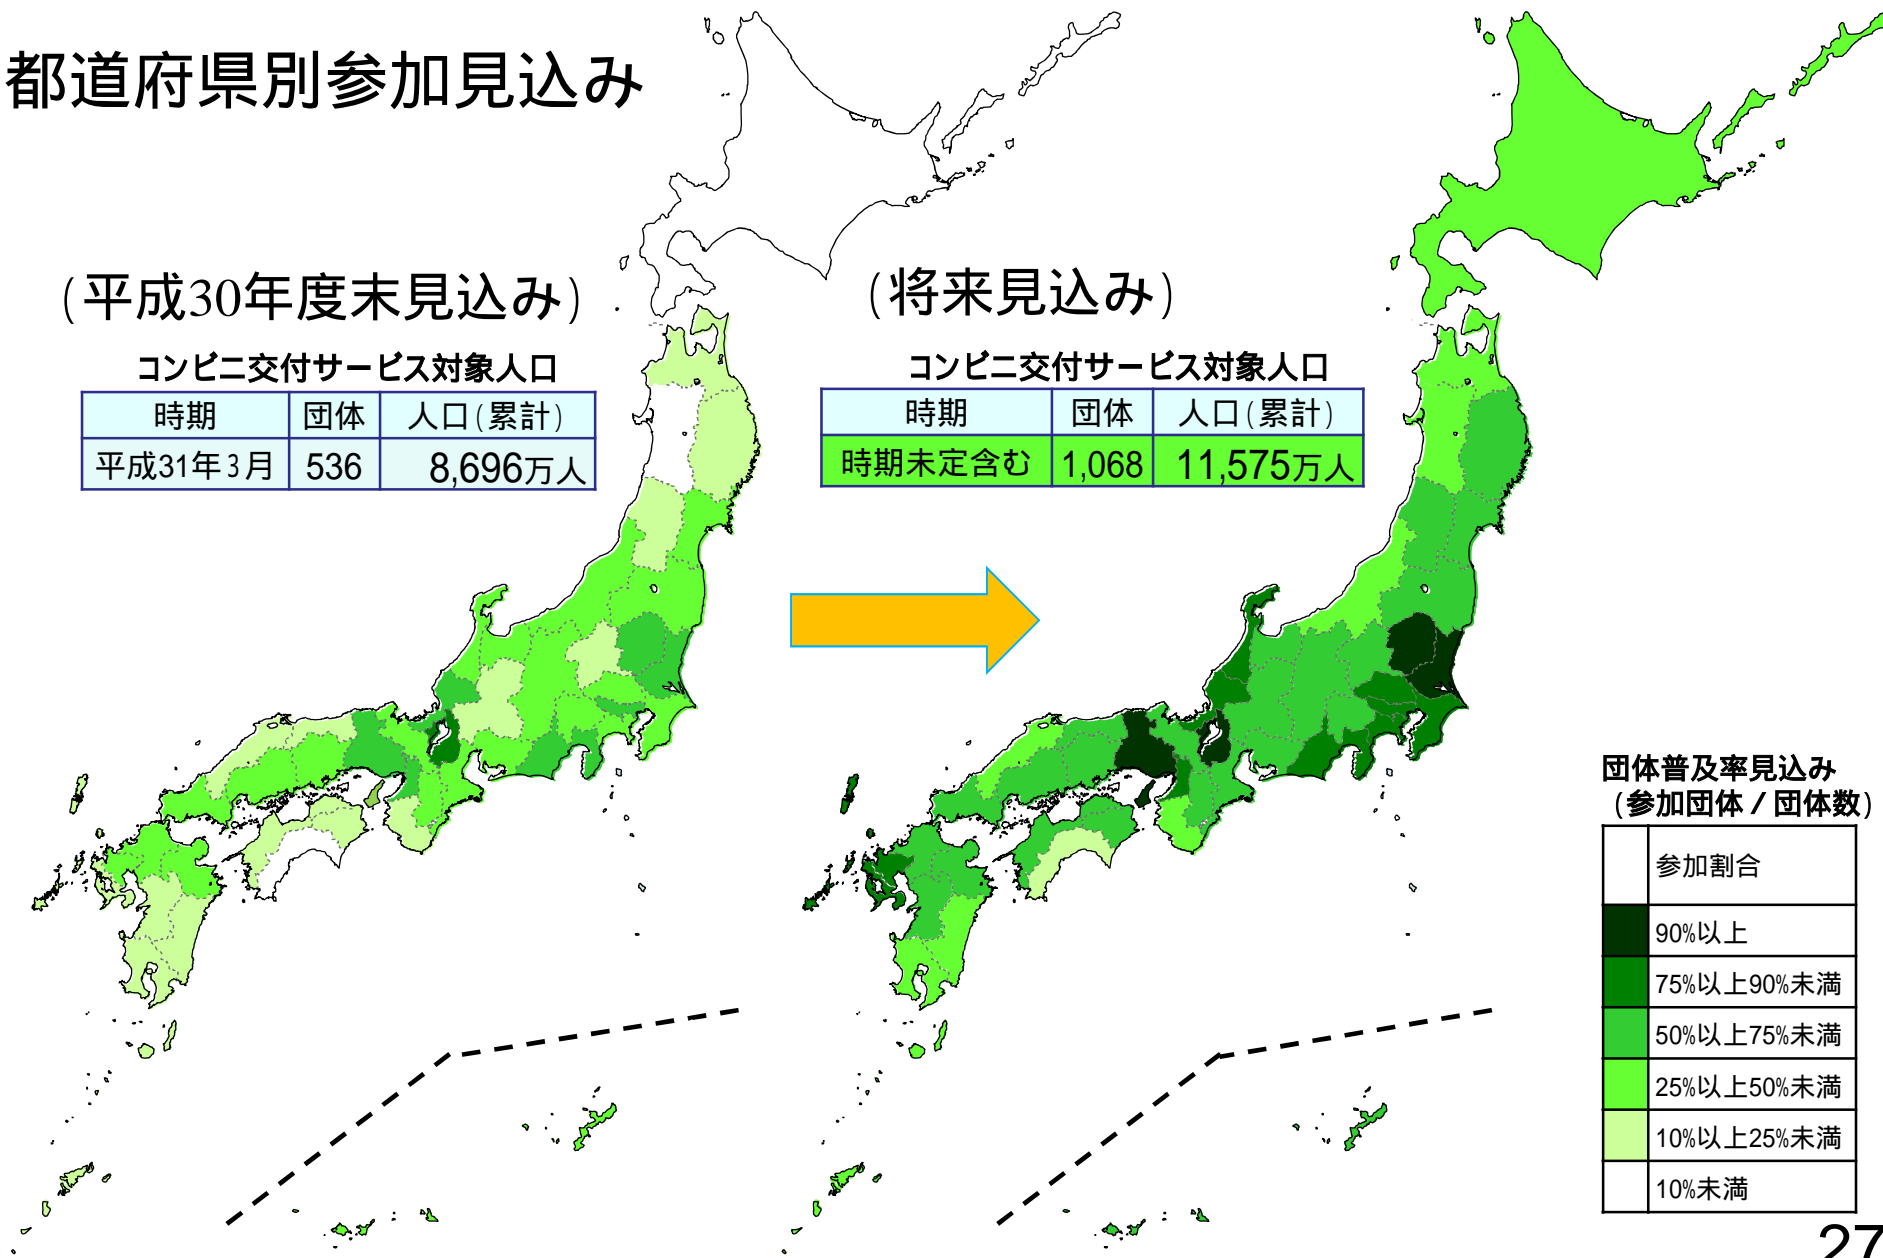 都道府県別参加見込み
(平成30年度末見込み)
コンビニ交付サービス対象人口
時期 団体 人口(累計)
平成31年3月 536 8,696万人
(将来見込み)
コンビニ交付サービス対象人口
時期 団体 人口(累計)
時期未定含む 1,068 11,575万人
団体普及率見込み
(参加団体/団体数)
参加割合
90%以上
75%以上90%未満
50%以上75%未満
25%以上50%未満
10%以上25%未満
10%未満
27